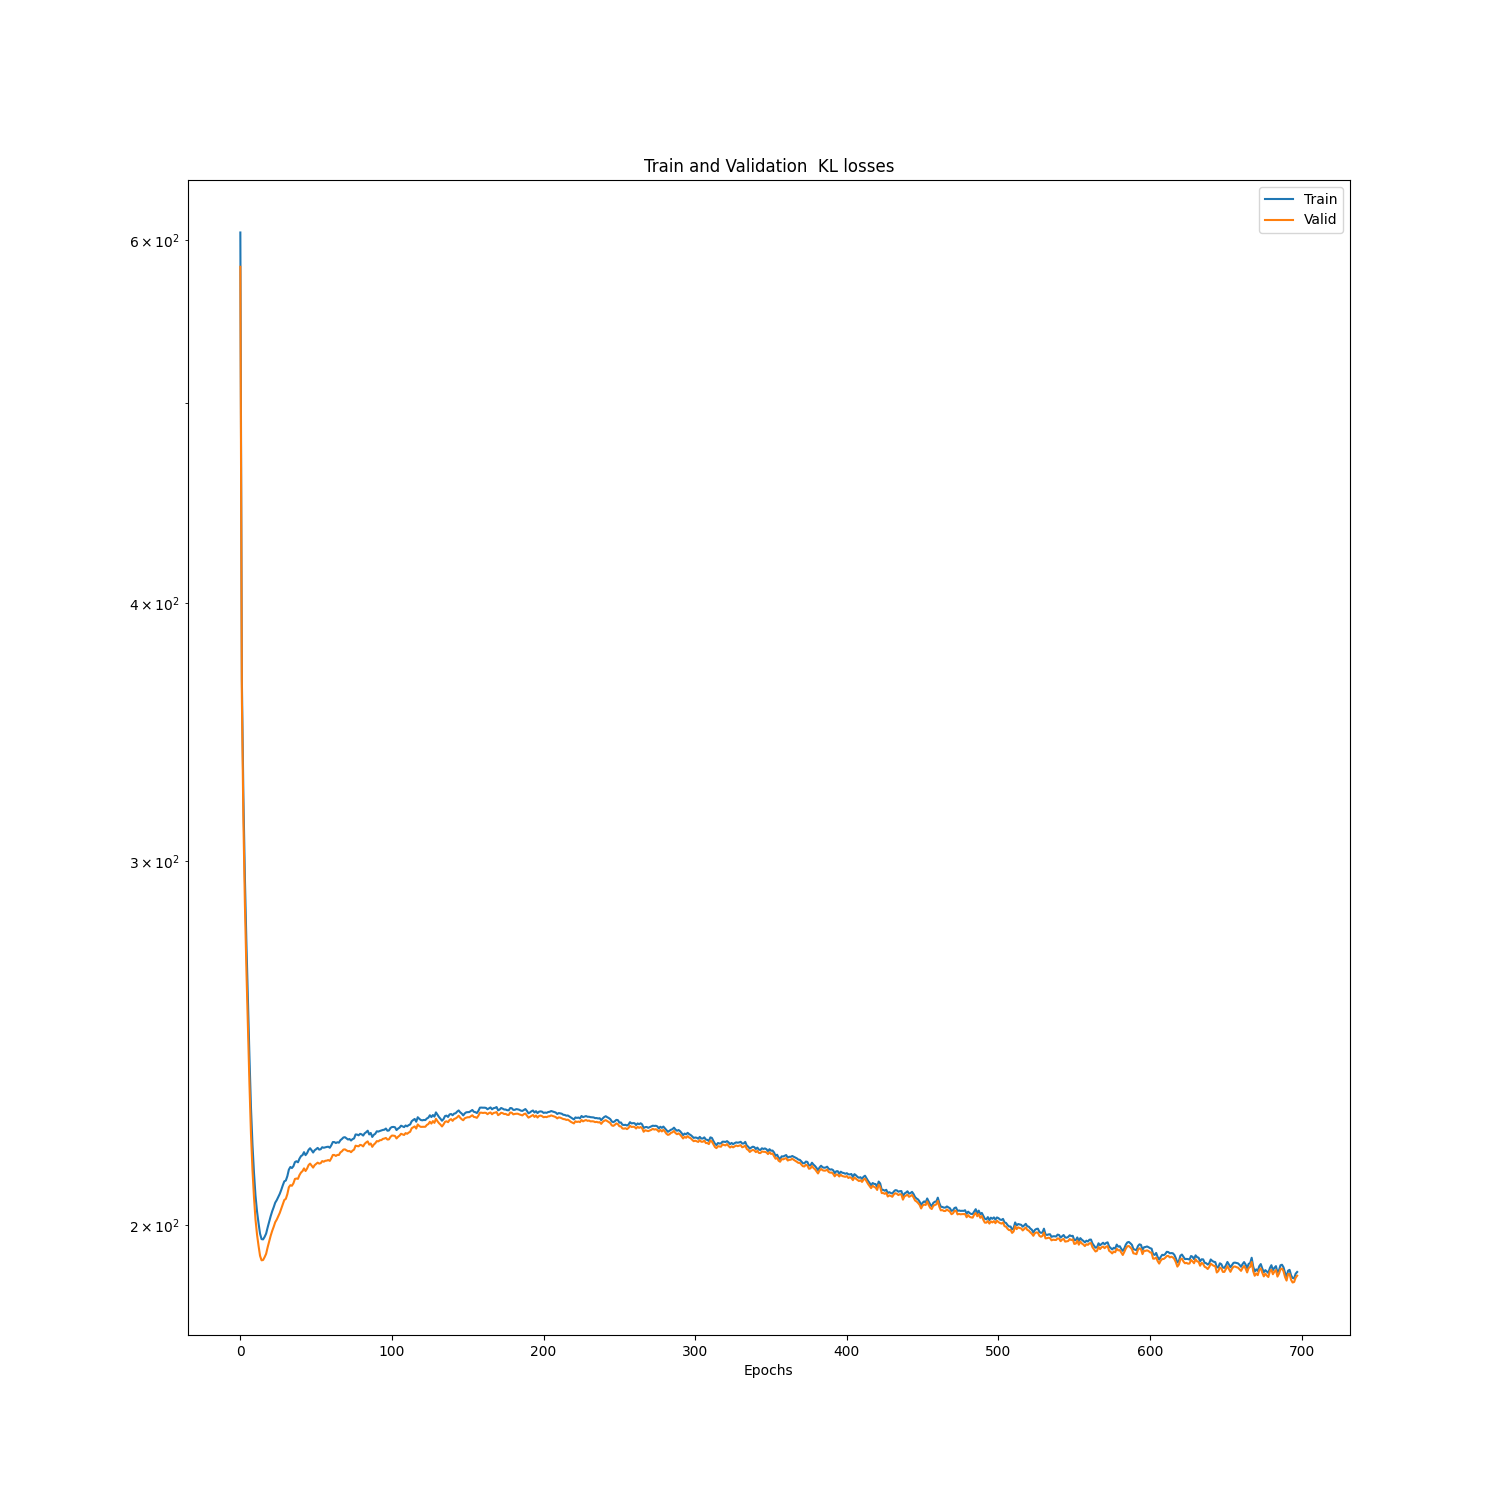 Train and Validation  KL losses
Train
Valid
6 × 10²
4 × 10²
3 × 10²
2 × 10²
0 100 200 300 400 500 600 700
Epochs